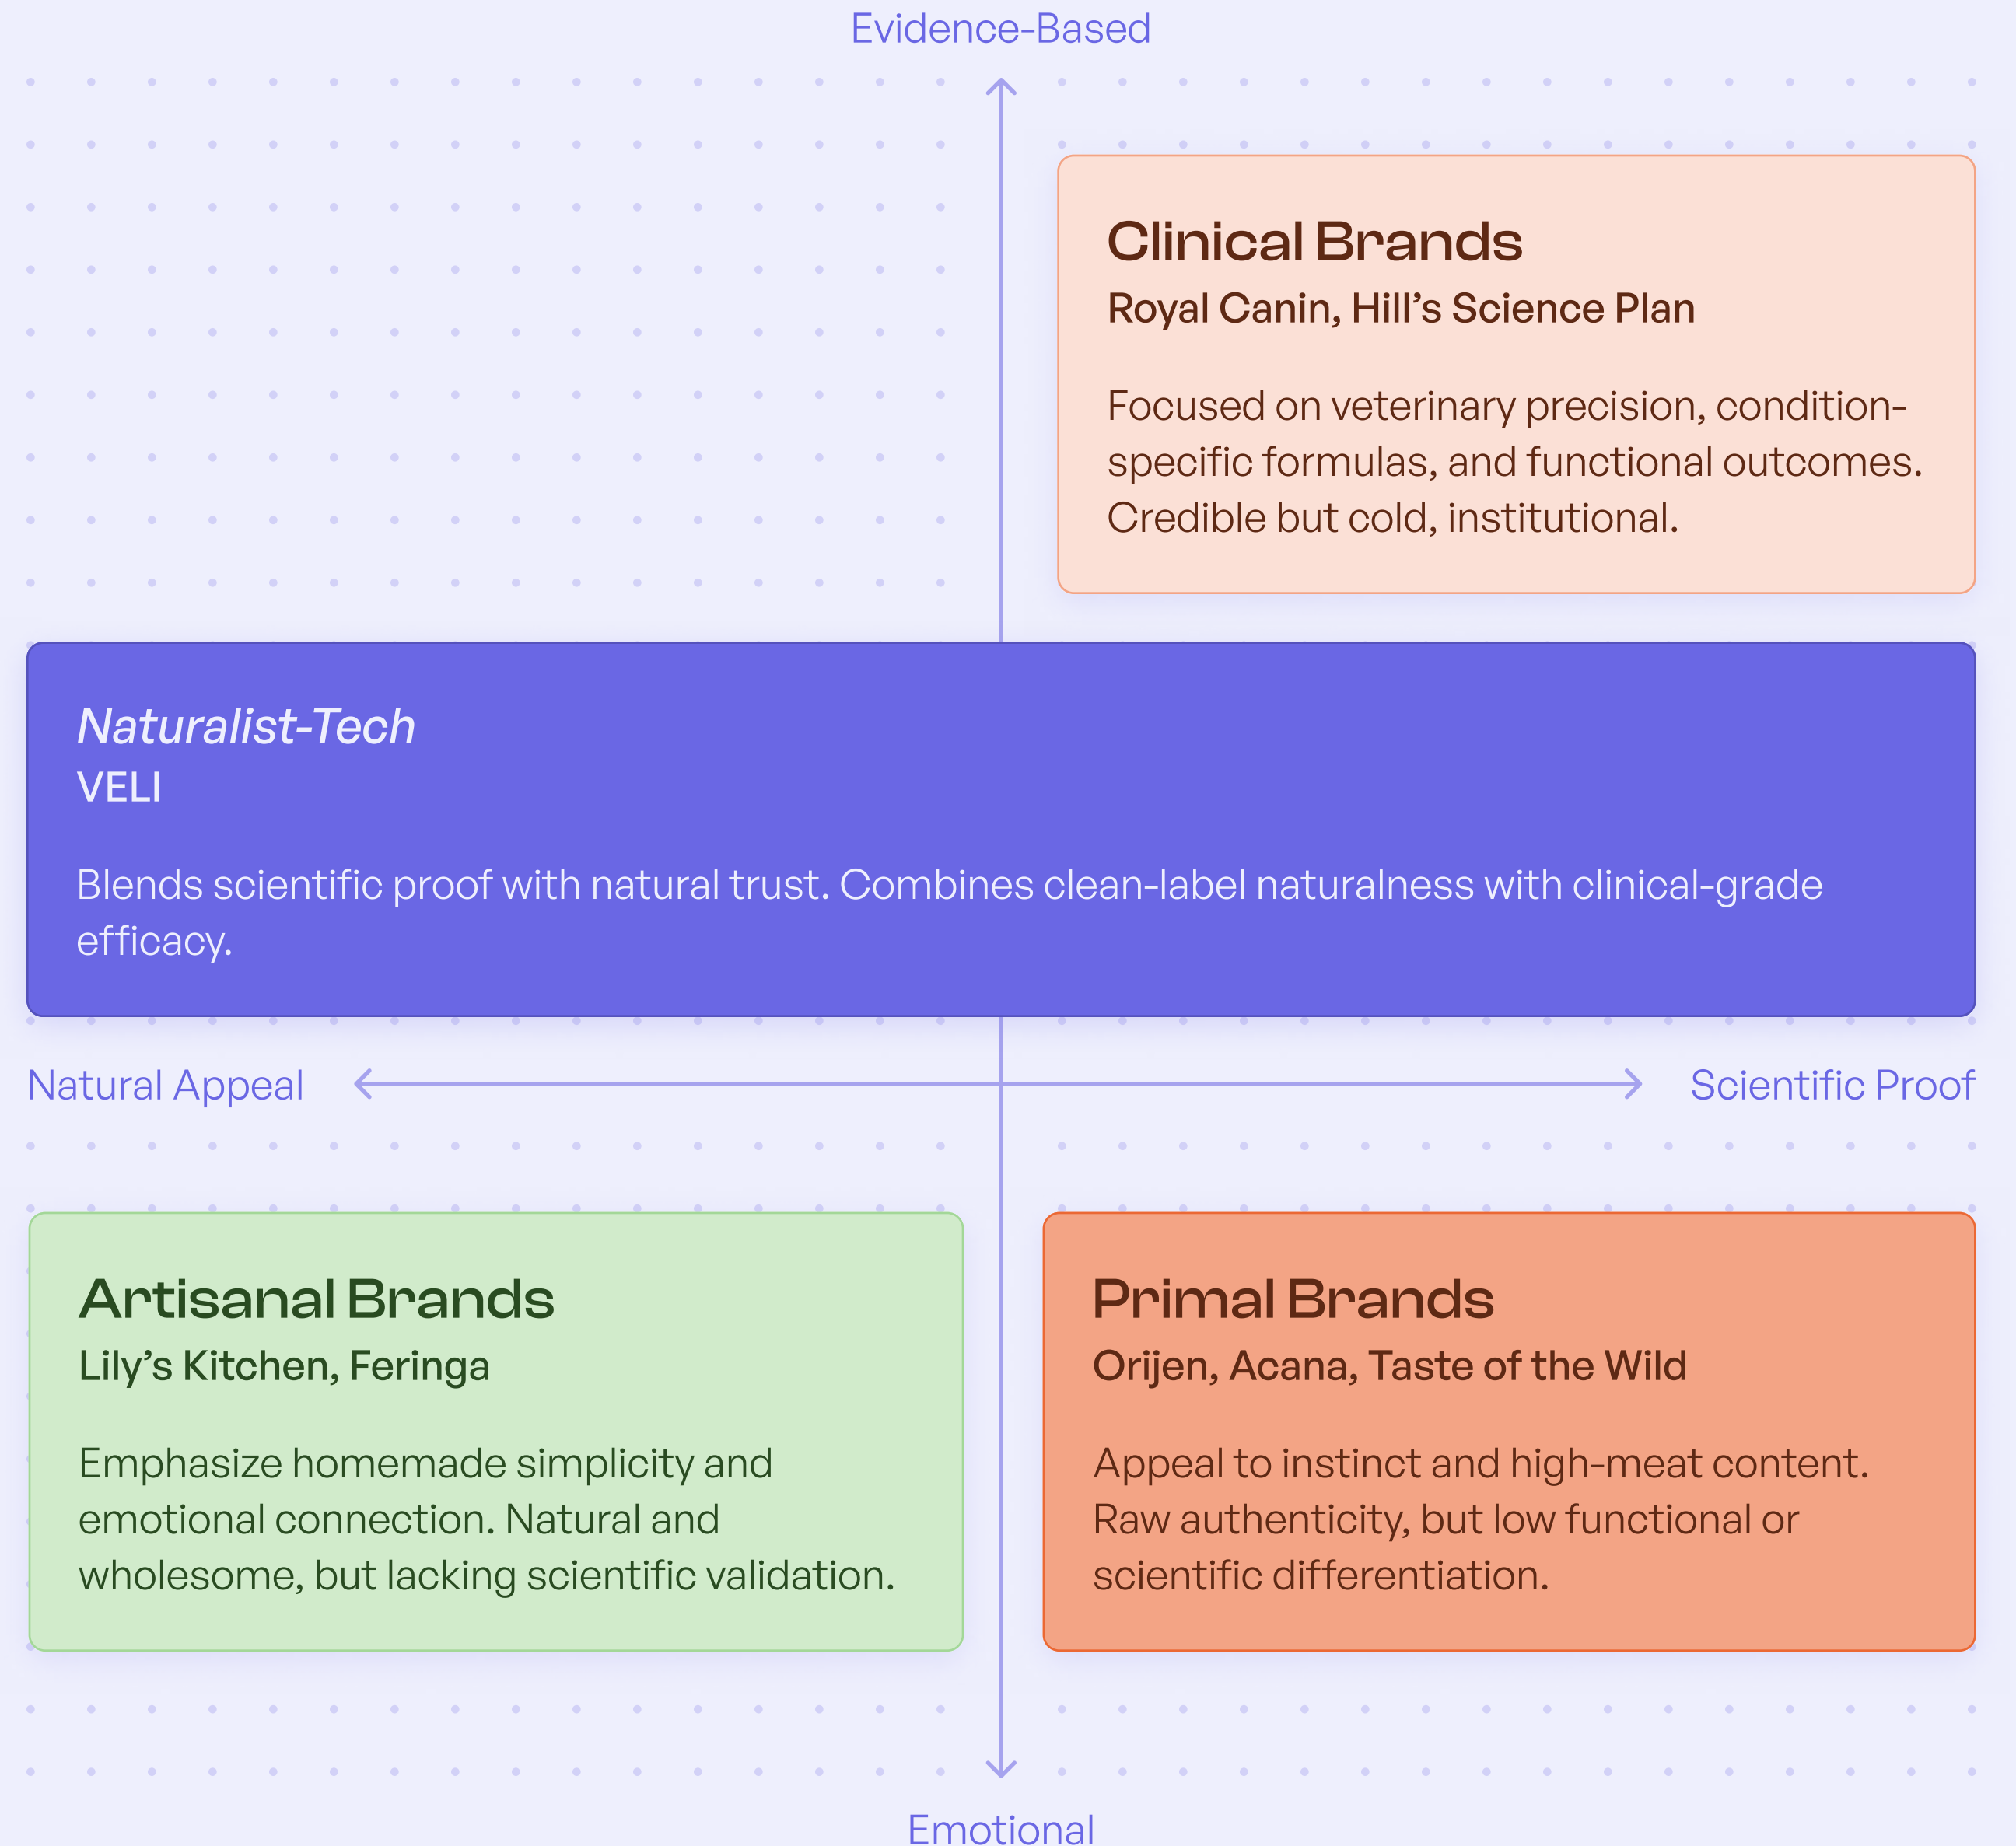 Evidence-Based
Clinical Brands
Royal Canin, Hill’s Science Plan
Focused on veterinary precision, condition-
specific formulas, and functional outcomes.
Credible but cold, institutional.
Naturalist-Tech
VELI
Blends scientific proof with natural trust. Combines clean-label naturalness with clinical-grade
efficacy.
Natural Appeal
Scientific Proof
Artisanal Brands
Lily’s Kitchen, Feringa
Emphasize homemade simplicity and
emotional connection. Natural and
wholesome, but lacking scientific validation.
Primal Brands
Orijen, Acana, Taste of the Wild
Appeal to instinct and high-meat content.
Raw authenticity, but low functional or
scientific differentiation.
Emotional